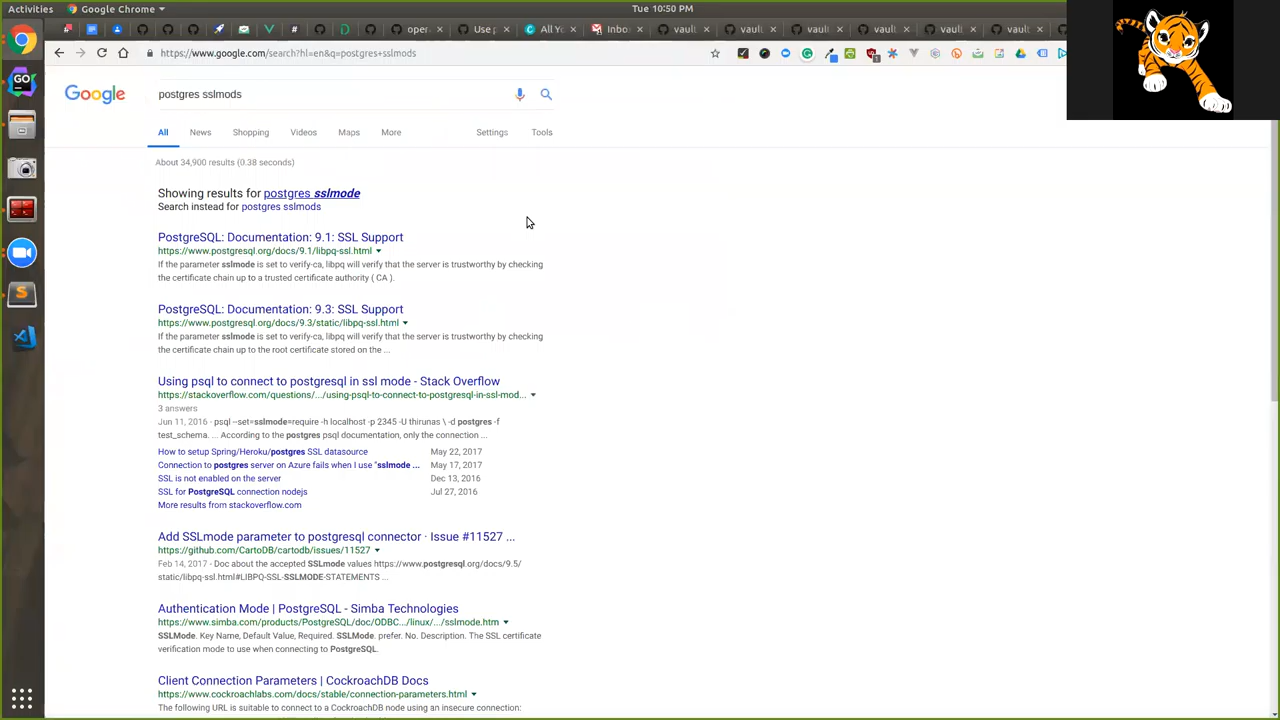 Activities Google Chrome Tue 10:50 PM
oper Use p All Yo Inbo vault vault vault vault vault vault
https://www.google.com/search?hl=en&q=postgres+sslmods
Google postgres sslmods
All News Shopping Videos Maps More Settings Tools
About 34,900 results (0.38 seconds)
Showing results for postgres sslmode
Search instead for postgres sslmods
PostgreSQL: Documentation: 9.1: SSL Support
https://www.postgresql.org/docs/9.1/libpq-ssl.html
If the parameter sslmode is set to verify-ca, libpq will verify that the server is trustworthy by checking
the certificate chain up to a trusted certificate authority ( CA ).
PostgreSQL: Documentation: 9.3: SSL Support
https://www.postgresql.org/docs/9.3/static/libpq-ssl.html
If the parameter sslmode is set to verify-ca, libpq will verify that the server is trustworthy by checking
the certificate chain up to the root certificate stored on the ...
Using psql to connect to postgresql in ssl mode - Stack Overflow
https://stackoverflow.com/questions/.../using-psql-to-connect-to-postgresql-in-ssl-mod...
3 answers
Jun 11, 2016 - psql --set=sslmode=require -h localhost -p 2345 -U thirunas \ -d postgres -f
test_schema. ... According to the postgres psql documentation, only the connection ...
How to setup Spring/Heroku/postgres SSL datasource May 22, 2017
Connection to postgres server on Azure fails when I use "sslmode ... May 17, 2017
SSL is not enabled on the server Dec 13, 2016
SSL for PostgreSQL connection nodejs Jul 27, 2016
More results from stackoverflow.com
Add SSLmode parameter to postgresql connector · Issue #11527 ...
https://github.com/CartoDB/cartodb/issues/11527
Feb 14, 2017 - Doc about the accepted SSLmode values https://www.postgresql.org/docs/9.5/
static/libpq-ssl.html#LIBPQ-SSL-SSLMODE-STATEMENTS ...
Authentication Mode | PostgreSQL - Simba Technologies
https://www.simba.com/products/PostgreSQL/doc/ODBC.../linux/.../sslmode.htm
SSLMode. Key Name, Default Value, Required. SSLMode. prefer. No. Description. The SSL certificate
verification mode to use when connecting to PostgreSQL.
Client Connection Parameters | CockroachDB Docs
https://www.cockroachlabs.com/docs/stable/connection-parameters.html
The following URL is suitable to connect to a CockroachDB node using an insecure connection: